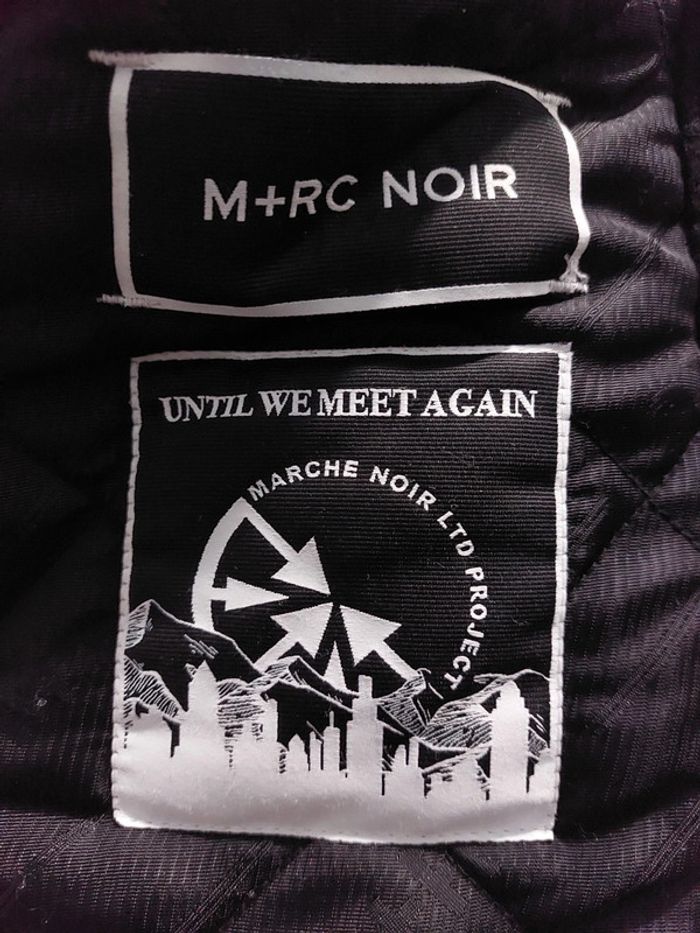 M+RC NOIR
UNTIL WE MEET AGAIN
MARCHE NOIR LTD PROJECT